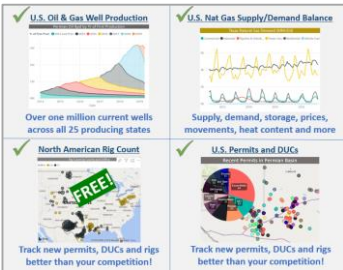 U.S. Oil & Gas Well Production
Over one million current wells
across all 25 producing states
U.S. Nat Gas Supply/Demand Balance
Supply, demand, storage, prices,
movements, heat content and more
North American Rig Count
FREE!
Track new permits, DUCs and rigs
better than your competition!
U.S. Permits and DUCs
Recent Permits in Permian Basin
Track new permits, DUCs and rigs
better than your competition!